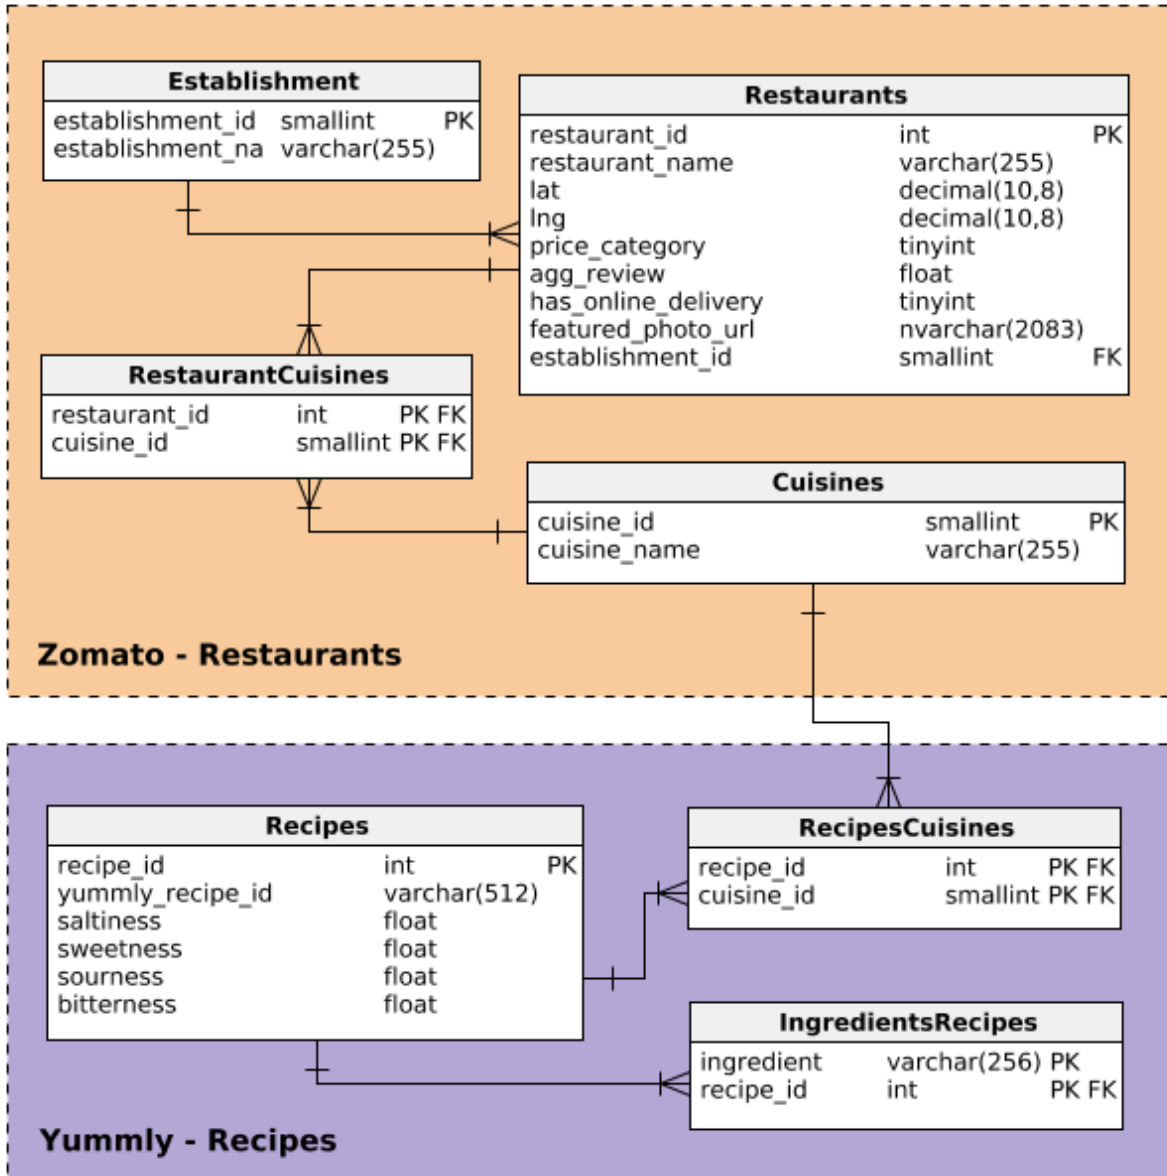 Establishment
establishment_id smallint PK
establishment_na varchar(255)
Restaurants
restaurant_id int PK
restaurant_name varchar(255)
lat decimal(10,8)
lng decimal(10,8)
price_category tinyint
agg_review float
has_online_delivery tinyint
featured_photo_url nvarchar(2083)
establishment_id smallint FK
RestaurantCuisines
restaurant_id int PK FK
cuisine_id smallint PK FK
Cuisines
cuisine_id smallint PK
cuisine_name varchar(255)
Zomato - Restaurants
Recipes
recipe_id int PK
yummly_recipe_id varchar(512)
saltiness float
sweetness float
sourness float
bitterness float
RecipesCuisines
recipe_id int PK FK
cuisine_id smallint PK FK
IngredientsRecipes
ingredient varchar(256) PK
recipe_id int PK FK
Yummly - Recipes